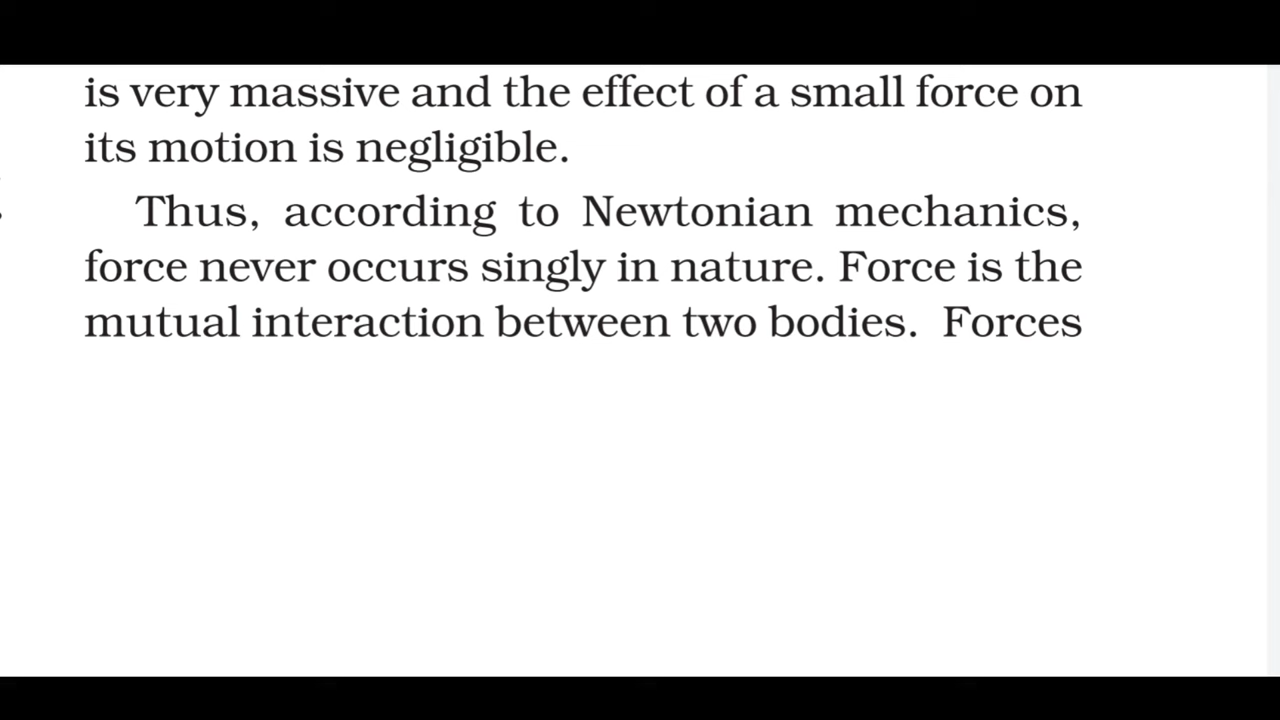 is very massive and the effect of a small force on
its motion is negligible.
Thus, according to Newtonian mechanics,
force never occurs singly in nature. Force is the
mutual interaction between two bodies. Forces